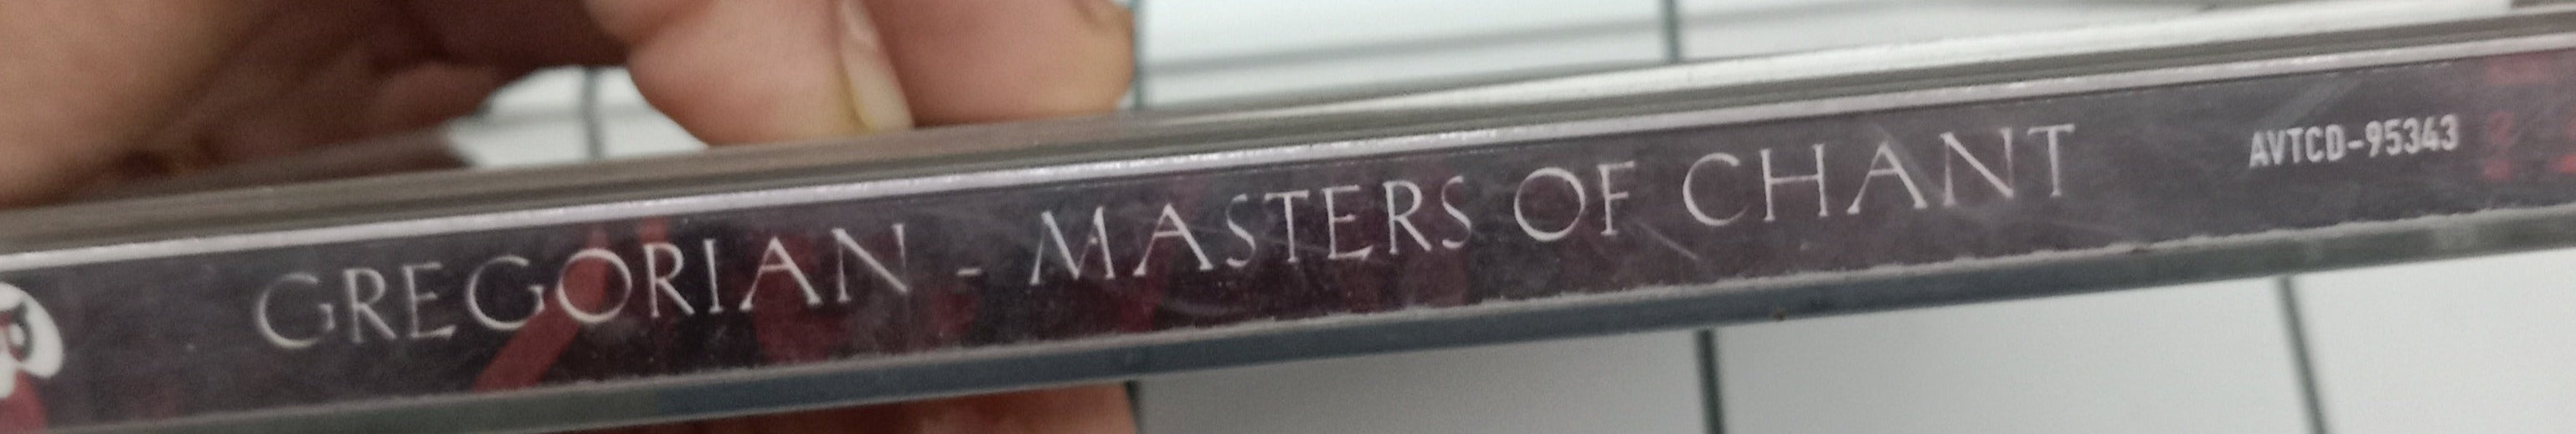 GREGORIAN - MASTERS OF CHANT
AVTCD-95343